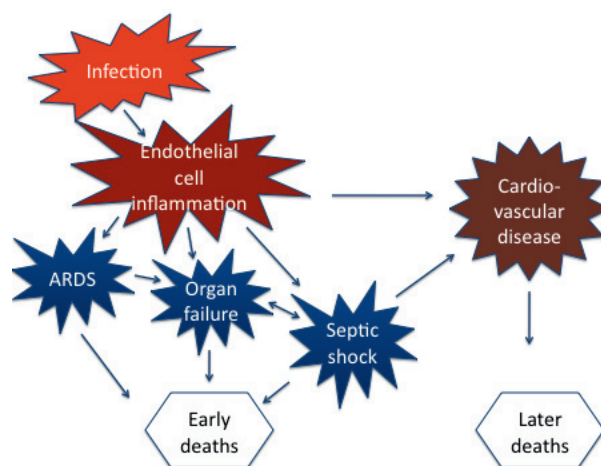 Infection
Endothelial
cell
inflammation
Cardio-
vascular
disease
ARDS
Organ
failure
Septic
shock
Early
deaths
Later
deaths